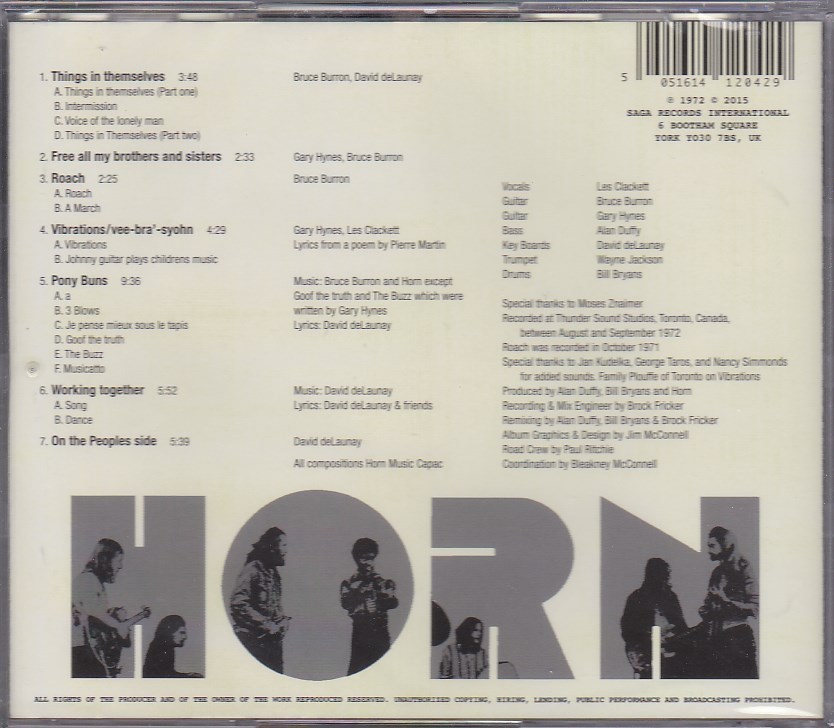 1. Things in themselves 3:48 Bruce Burron, David deLaunay
A. Things in themselves (Part one)
B. Intermission
C. Voice of the lonely man
D. Things in Themselves (Part two)
2. Free all my brothers and sisters 2:33 Gary Hynes, Bruce Burron
3. Roach 2:25 Bruce Burron
A. Roach
B. A March
4. Vibrations/vee-bra'-syohn 4:29 Gary Hynes, Les Clackett
A. Vibrations Lyrics from a poem by Pierre Martin
B. Johnny guitar plays childrens music
5. Pony Buns 9:36 Music: Bruce Burron and Horn except
A. a Goof the truth and The Buzz which were
B. 3 Blows written by Gary Hynes
C. Je pense mieux sous le tapis Lyrics: David deLaunay
D. Goof the truth
E. The Buzz
F. Musicatto
6. Working together 5:52 Music: David deLaunay
A. Song Lyrics: David deLaunay & friends
B. Dance
7. On the Peoples side 5:39 David deLaunay
All compositions Horn Music Capac
5 051614 120429
℗ 1972 © 2015
SAGA RECORDS INTERNATIONAL
6 BOOTHAM SQUARE
YORK YO30 7BS, UK
Vocals Les Clackett
Guitar Bruce Burron
Guitar Gary Hynes
Bass Alan Duffy
Key Boards David deLaunay
Trumpet Wayne Jackson
Drums Bill Bryans
Special thanks to Moses Znaimer
Recorded at Thunder Sound Studios, Toronto, Canada,
between August and September 1972
Roach was recorded in October 1971
Special thanks to Jan Kudelka, George Taros, and Nancy Simmonds
for added sounds. Family Plouffe of Toronto on Vibrations
Produced by Alan Duffy, Bill Bryans and Horn
Recording & Mix Engineer by Brock Fricker
Remixing by Alan Duffy, Bill Bryans & Brock Fricker
Album Graphics & Design by Jim McConnell
Road Crew by Paul Ritchie
Coordination by Bleakney McConnell
HORN
ALL RIGHTS OF THE PRODUCER AND OF THE OWNER OF THE WORK REPRODUCED RESERVED. UNAUTHORIZED COPYING, HIRING, LENDING, PUBLIC PERFORMANCE AND BROADCASTING PROHIBITED.